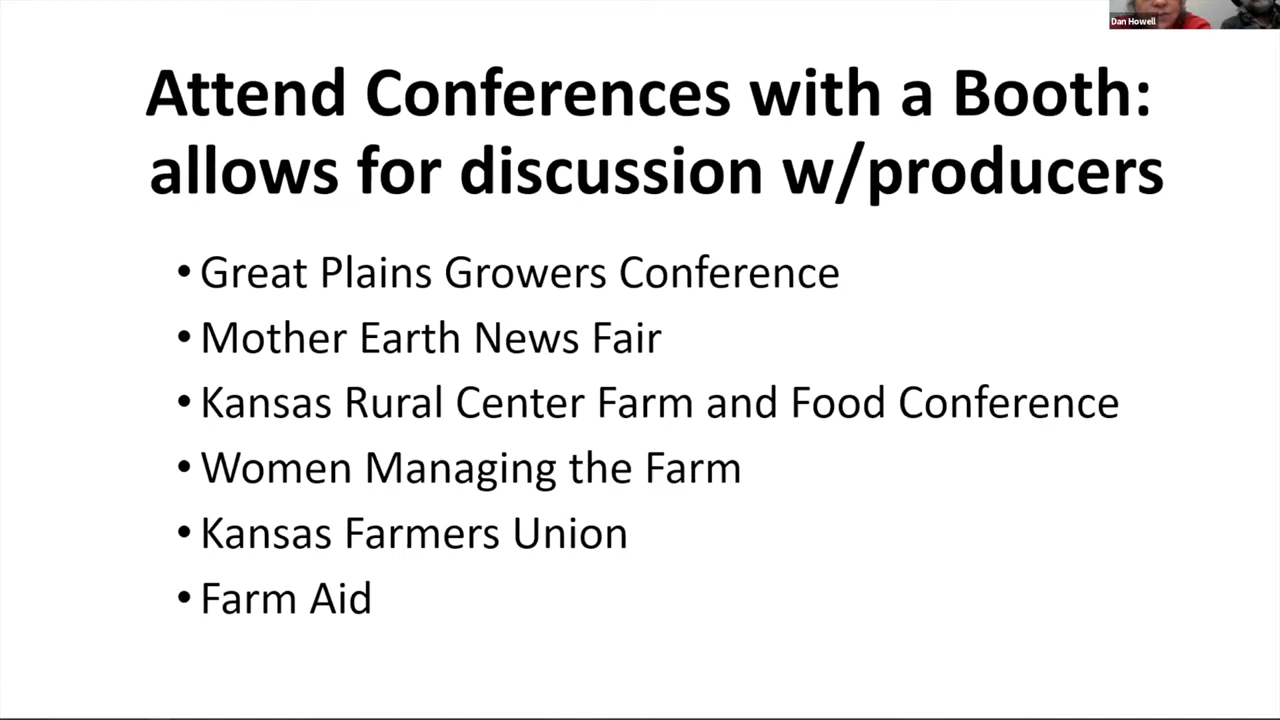 Dan Howell
Attend Conferences with a Booth:
allows for discussion w/producers
•Great Plains Growers Conference
•Mother Earth News Fair
•Kansas Rural Center Farm and Food Conference
•Women Managing the Farm
•Kansas Farmers Union
•Farm Aid